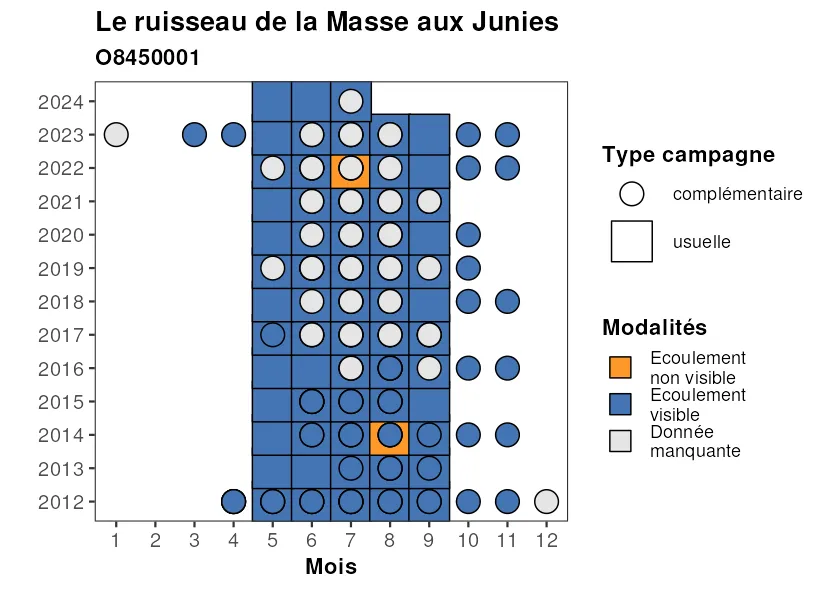 Le ruisseau de la Masse aux Junies
O8450001
2024
2023
2022
2021
2020
2019
2018
2017
2016
2015
2014
2013
2012
1 2 3 4 5 6 7 8 9 10 11 12
Mois
Type campagne
complémentaire
usuelle
Modalités
Ecoulement
non visible
Ecoulement
visible
Donnée
manquante